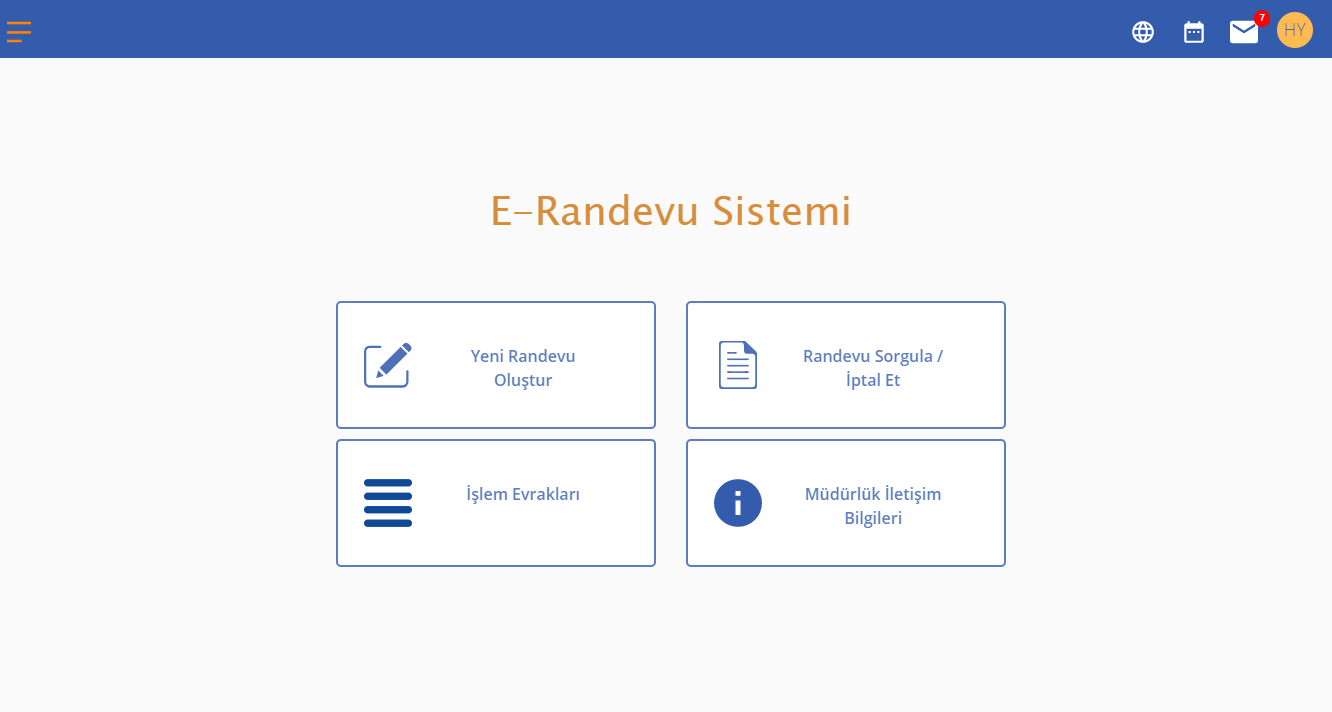 7
HY
E-Randevu Sistemi
Yeni Randevu
Oluştur
Randevu Sorgula /
İptal Et
İşlem Evrakları
Müdürlük İletişim
Bilgileri